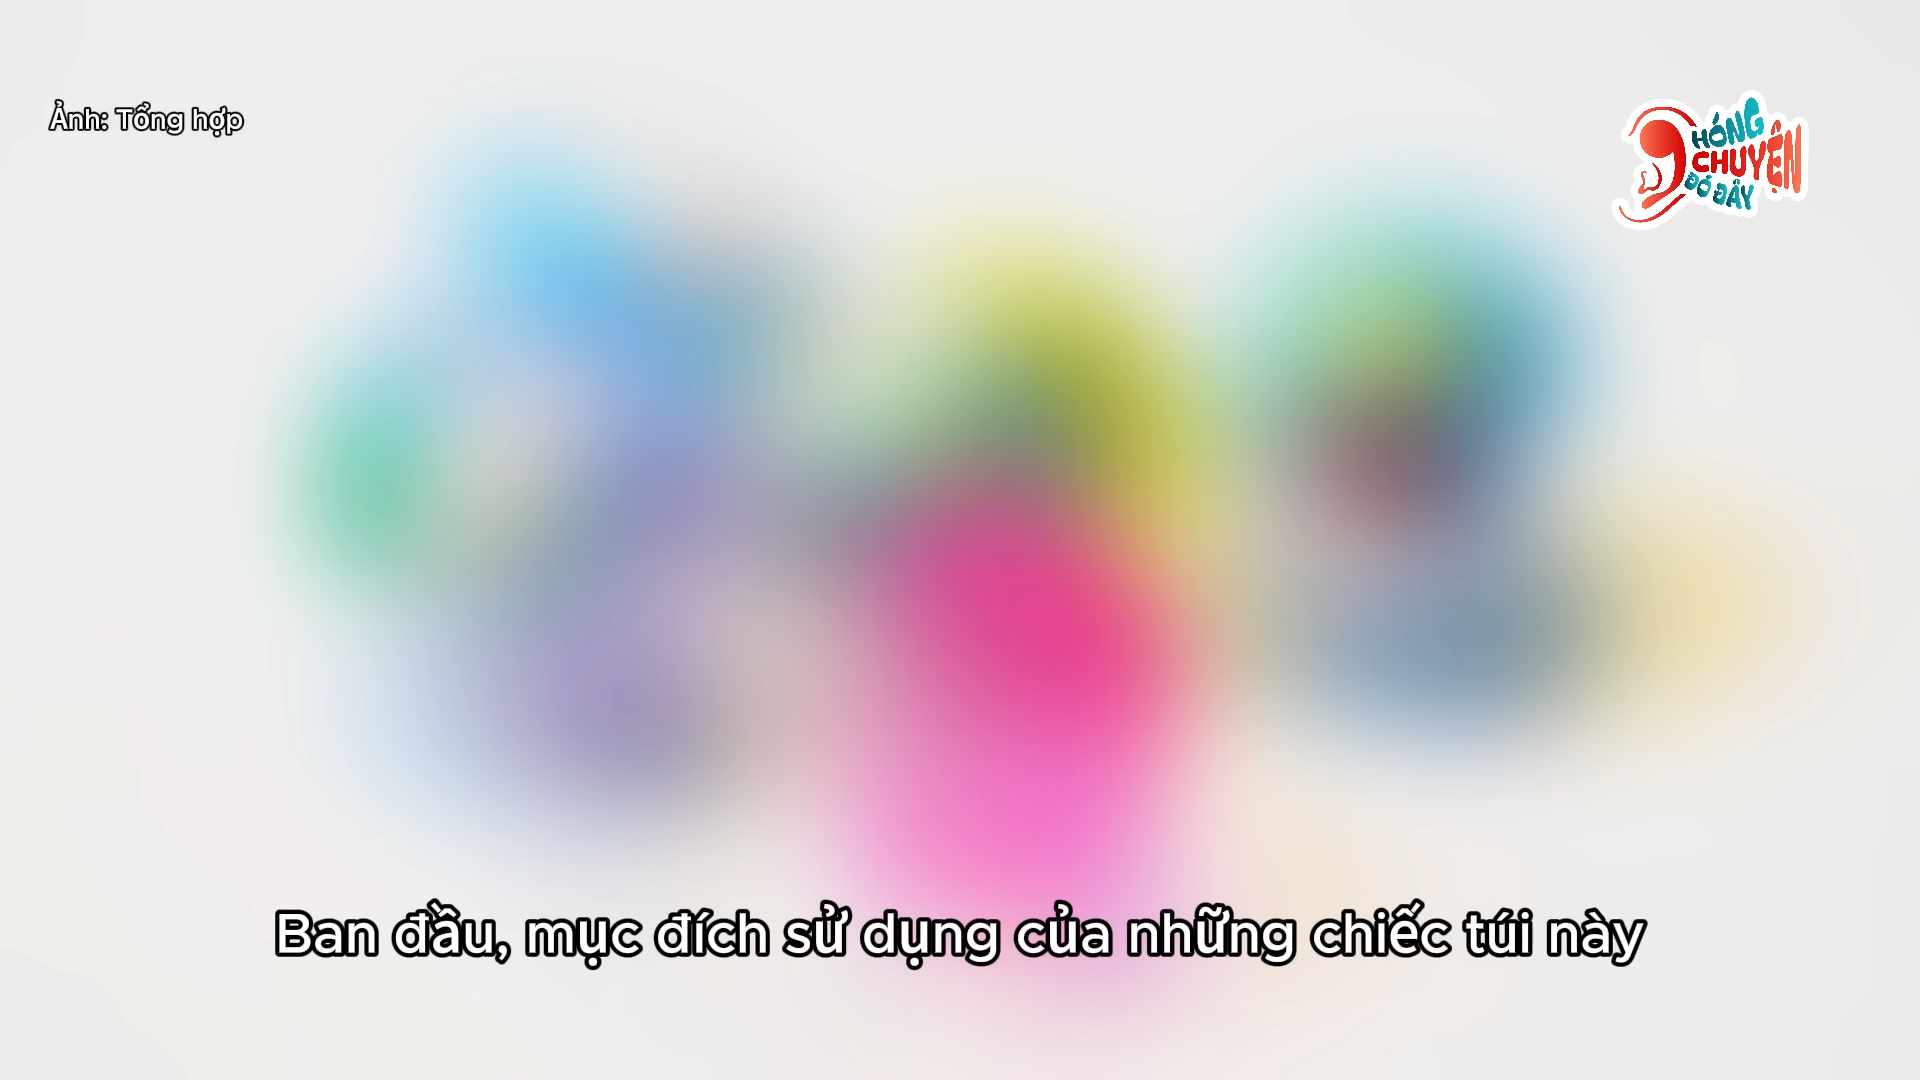 Ảnh: Tổng hợp
HÓNG
CHUYỆN
ĐÓ ĐÂY
Ban đầu, mục đích sử dụng của những chiếc túi này